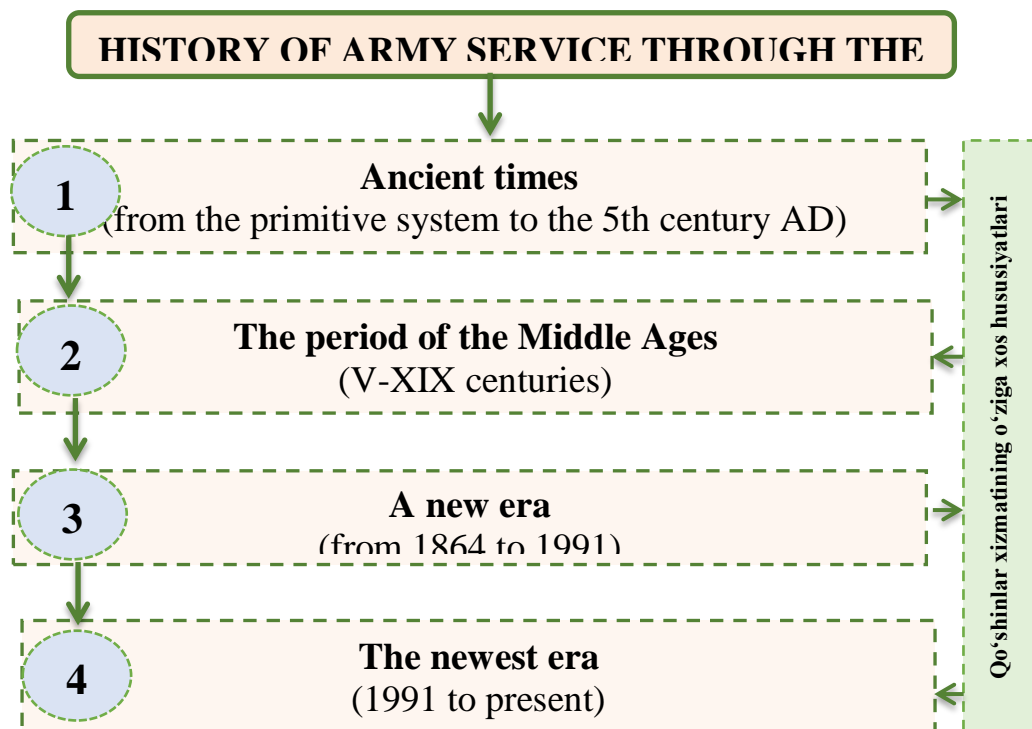 HISTORY OF ARMY SERVICE THROUGH THE
1
Ancient times
(from the primitive system to the 5th century AD)
2
The period of the Middle Ages
(V-XIX centuries)
3
A new era
(from 1864 to 1991)
4
The newest era
(1991 to present)
Qo‘shinlar xizmatining o‘ziga xos hususiyatlari